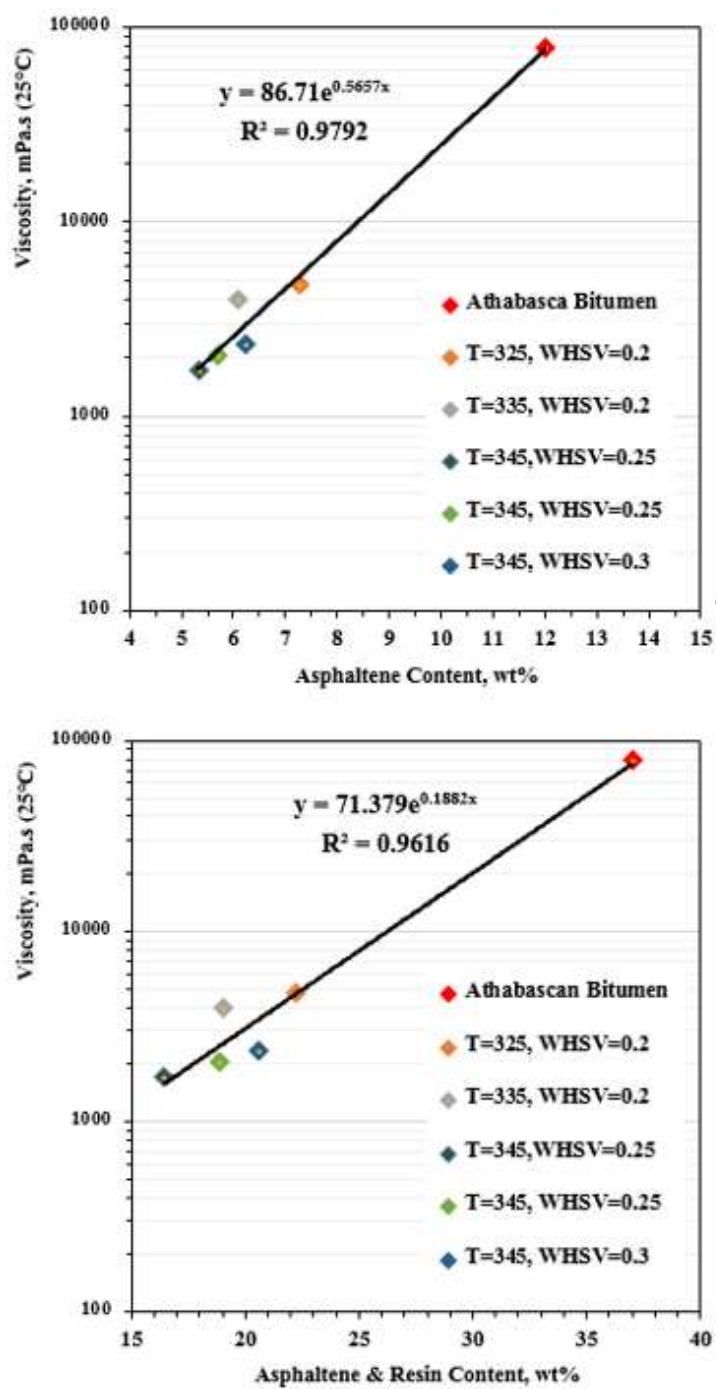 100000
y = 86.71e^0.5657x
R² = 0.9792
Viscosity, mPa.s (25°C)
10000
Athabasca Bitumen
T=325, WHSV=0.2
T=335, WHSV=0.2
1000
T=345,WHSV=0.25
T=345, WHSV=0.25
T=345, WHSV=0.3
100
4 5 6 7 8 9 10 11 12 13 14 15
Asphaltene Content, wt%
100000
y = 71.379e^0.1882x
R² = 0.9616
Viscosity, mPa.s (25°C)
10000
Athabascan Bitumen
T=325, WHSV=0.2
T=335, WHSV=0.2
1000
T=345,WHSV=0.25
T=345, WHSV=0.25
T=345, WHSV=0.3
100
15 20 25 30 35 40
Asphaltene & Resin Content, wt%